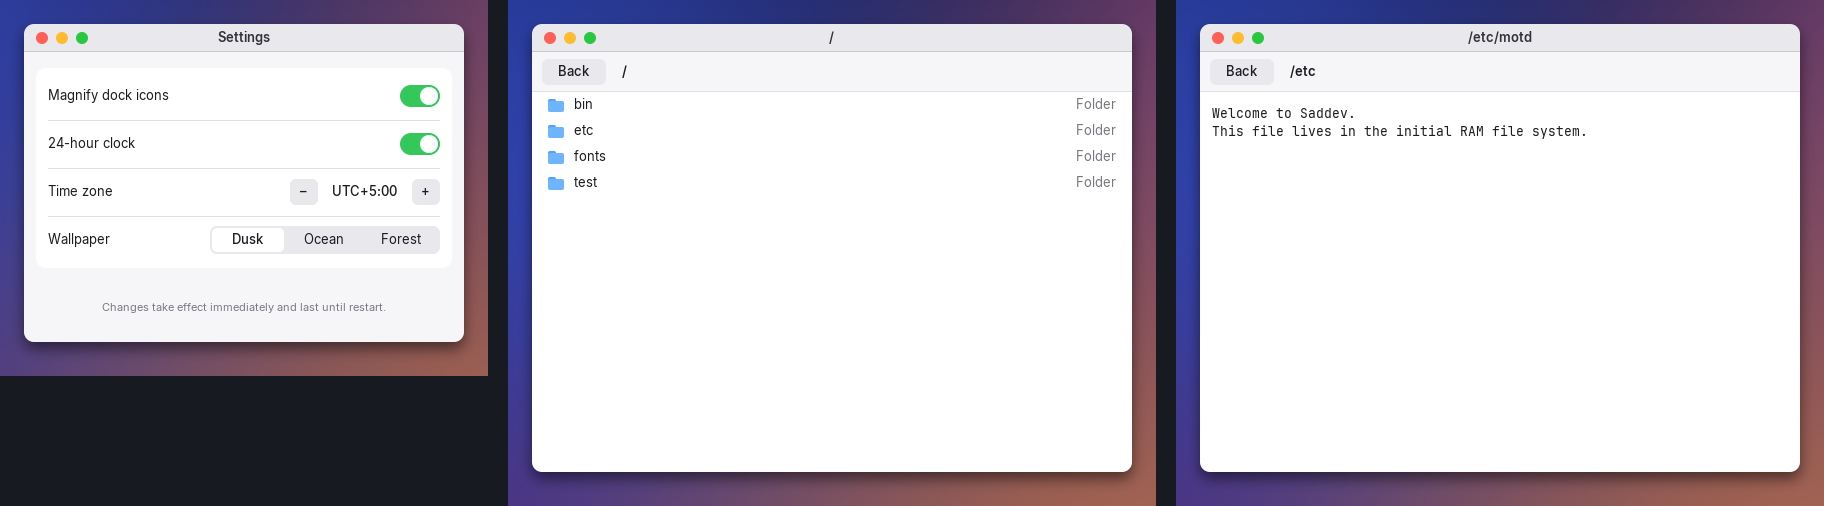 Settings
Magnify dock icons
24-hour clock
Time zone − UTC+5:00 +
Wallpaper Dusk Ocean Forest
Changes take effect immediately and last until restart.
/
Back /
bin Folder
etc Folder
fonts Folder
test Folder
/etc/motd
Back /etc
Welcome to Saddev.
This file lives in the initial RAM file system.